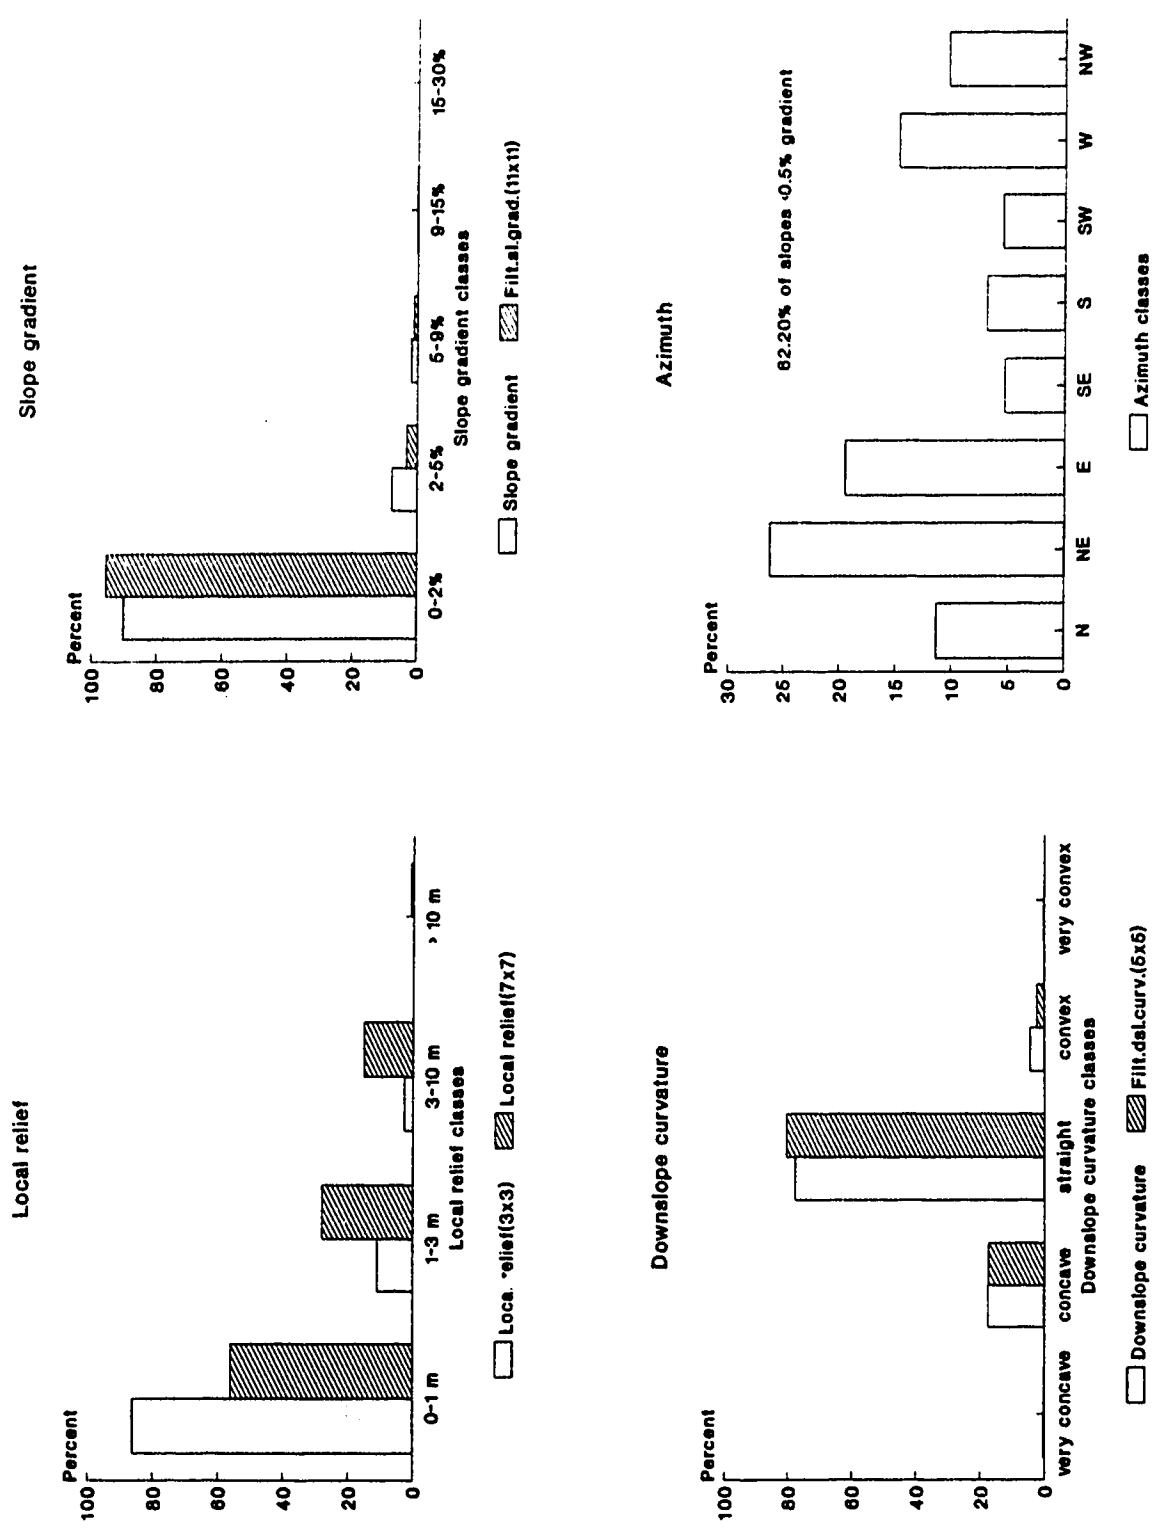 Local relief
Percent
100
80
60
40
20
0
0-1 m 1-3 m 3-10 m >10 m
Local relief classes
Loca. relief(3x3) Local relief(7x7)
Slope gradient
Percent
100
80
60
40
20
0
0-2% 2-5% 5-9% 9-15% 15-30%
Slope gradient classes
Slope gradient Filt.sl.grad.(11x11)
Downslope curvature
Percent
100
80
60
40
20
0
very concave concave straight convex very convex
Downslope curvature classes
Downslope curvature Filt.dsl.curv.(5x5)
Azimuth
Percent
30
25
20
15
10
5
0
62.20% of slopes <0.5% gradient
N NE E SE S SW W NW
Azimuth classes